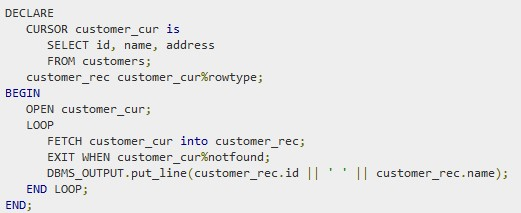 DECLARE
   CURSOR customer_cur is
      SELECT id, name, address
      FROM customers;
   customer_rec customer_cur%rowtype;
BEGIN
   OPEN customer_cur;
   LOOP
      FETCH customer_cur into customer_rec;
      EXIT WHEN customer_cur%notfound;
      DBMS_OUTPUT.put_line(customer_rec.id || ' ' || customer_rec.name);
   END LOOP;
END;